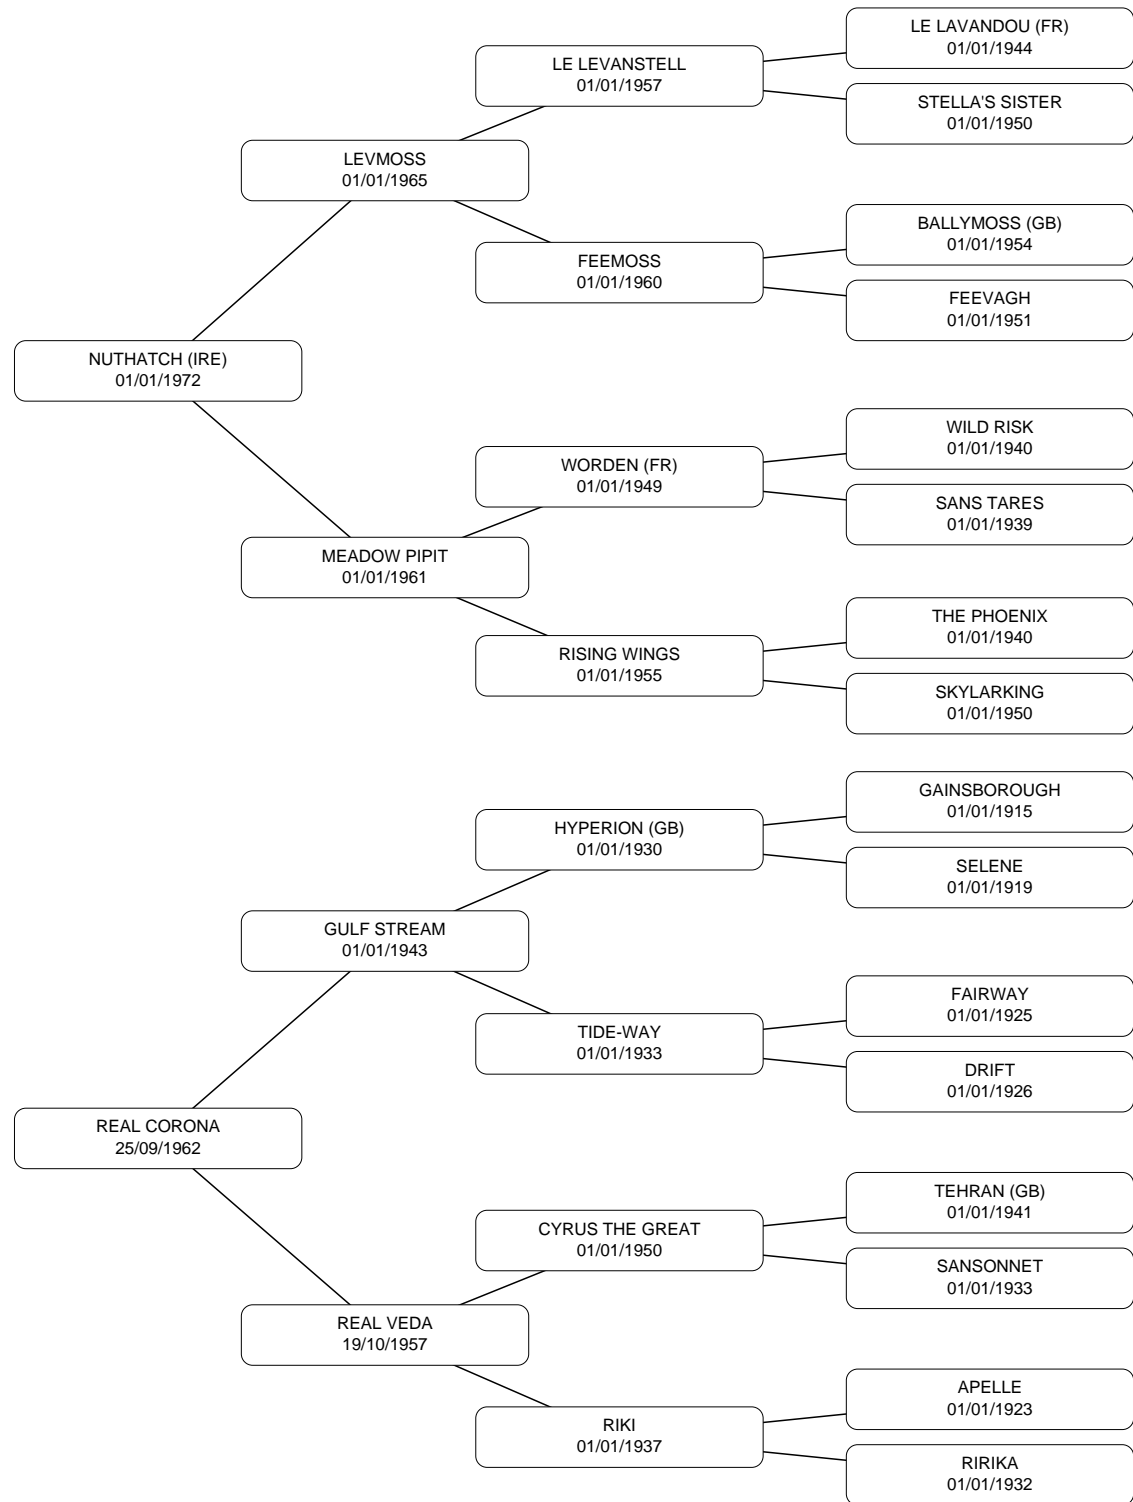 LE LAVANDOU (FR)
01/01/1944
LE LEVANSTELL
01/01/1957
STELLA'S SISTER
01/01/1950
LEVMOSS
01/01/1965
BALLYMOSS (GB)
01/01/1954
FEEMOSS
01/01/1960
FEEVAGH
01/01/1951
NUTHATCH (IRE)
01/01/1972
WILD RISK
01/01/1940
WORDEN (FR)
01/01/1949
SANS TARES
01/01/1939
MEADOW PIPIT
01/01/1961
THE PHOENIX
01/01/1940
RISING WINGS
01/01/1955
SKYLARKING
01/01/1950
GAINSBOROUGH
01/01/1915
HYPERION (GB)
01/01/1930
SELENE
01/01/1919
GULF STREAM
01/01/1943
FAIRWAY
01/01/1925
TIDE-WAY
01/01/1933
DRIFT
01/01/1926
REAL CORONA
25/09/1962
TEHRAN (GB)
01/01/1941
CYRUS THE GREAT
01/01/1950
SANSONNET
01/01/1933
REAL VEDA
19/10/1957
APELLE
01/01/1923
RIKI
01/01/1937
RIRIKA
01/01/1932